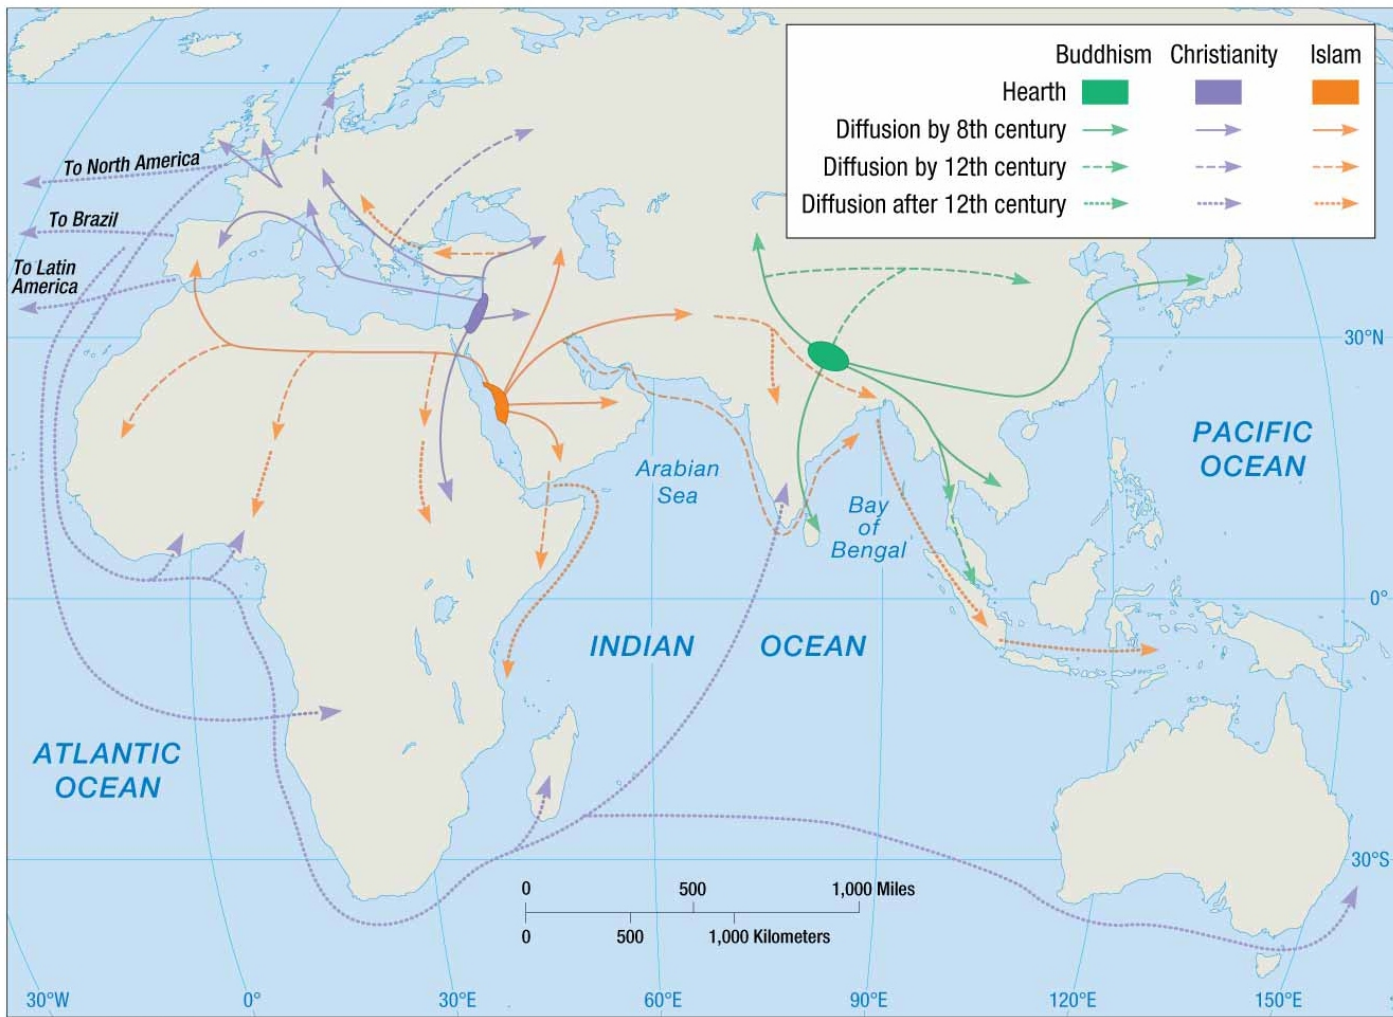 Buddhism Christianity Islam
Hearth
Diffusion by 8th century
Diffusion by 12th century
Diffusion after 12th century
To North America
To Brazil
To Latin
America
30°N
PACIFIC
OCEAN
Arabian
Sea
Bay
of
Bengal
0°
INDIAN OCEAN
ATLANTIC
OCEAN
30°S
0 500 1,000 Miles
0 500 1,000 Kilometers
30°W 0° 30°E 60°E 90°E 120°E 150°E